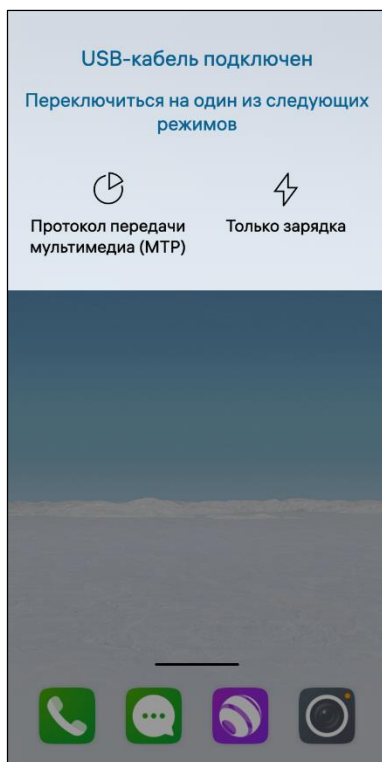 USB-кабель подключен
Переключиться на один из следующих
режимов
Протокол передачи
мультимедиа (MTP)
Только зарядка